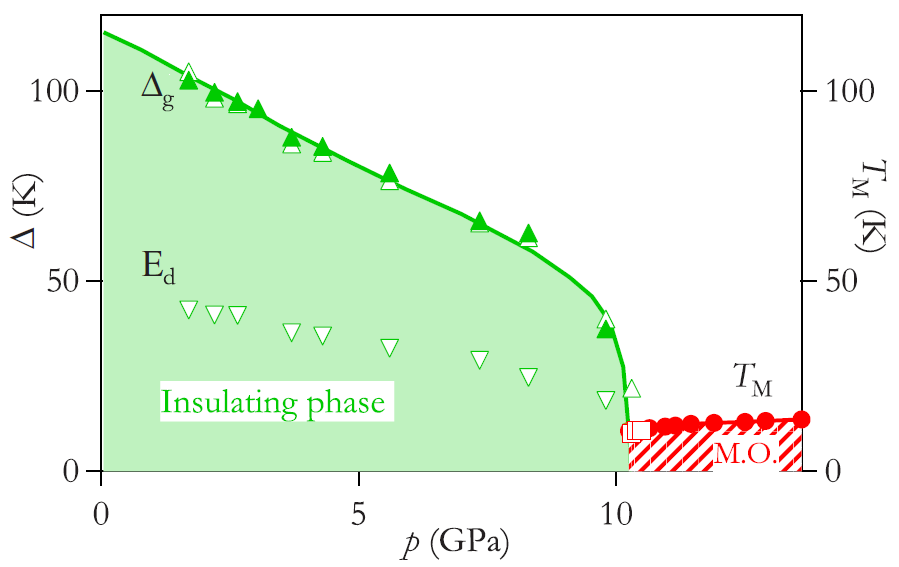 100
50
0
Δ (K)
Δg
Ed
Insulating phase
TM
M.O.
100
50
0
TM (K)
0
5
10
p (GPa)